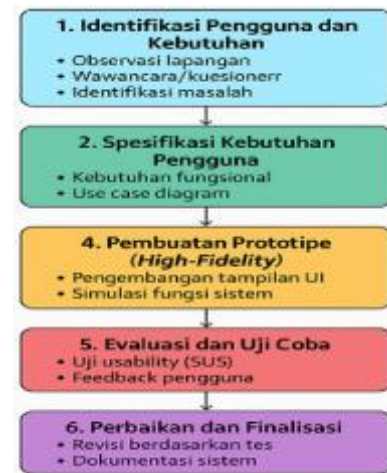 1. Identifikasi Pengguna dan
Kebutuhan
• Observasi lapangan
• Wawancara/kuesionerr
• Identifikasi masalah
2. Spesifikasi Kebutuhan
Pengguna
• Kebutuhan fungsional
• Use case diagram
4. Pembuatan Prototipe
(High-Fidelity)
• Pengembangan tampilan UI
• Simulasi fungsi sistem
5. Evaluasi dan Uji Coba
• Uji usability (SUS)
• Feedback pengguna
6. Perbaikan dan Finalisasi
• Revisi berdasarkan tes
• Dokumentasi sistem